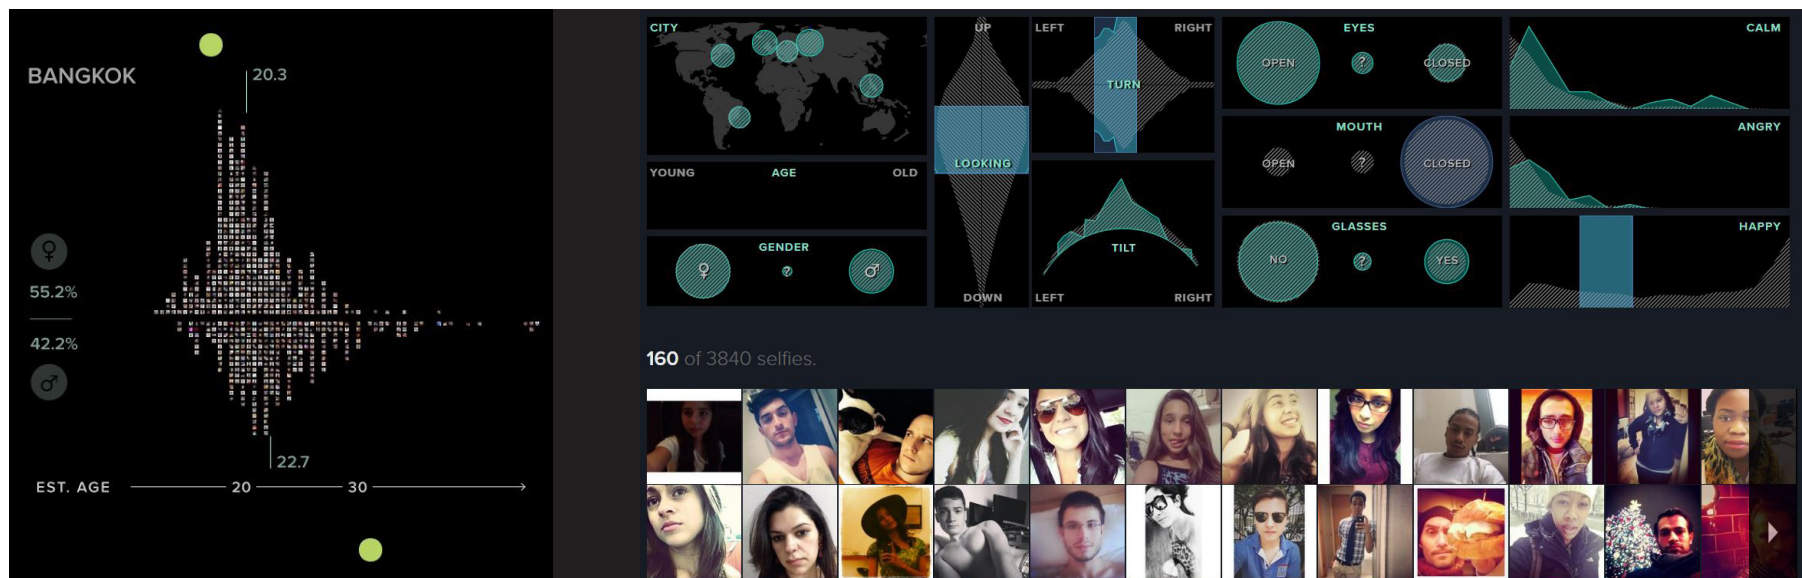 BANGKOK
20.3
55.2%
42.2%
22.7
EST. AGE
20
30
CITY
YOUNG
AGE
OLD
GENDER
?
UP
LOOKING
DOWN
LEFT
RIGHT
TURN
TILT
LEFT
RIGHT
EYES
OPEN
?
CLOSED
MOUTH
OPEN
?
CLOSED
GLASSES
NO
?
YES
CALM
ANGRY
HAPPY
160 of 3840 selfies.